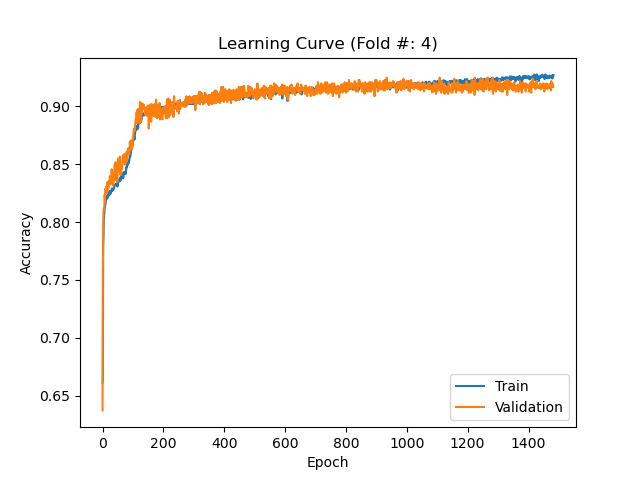 Learning Curve (Fold #: 4)
Accuracy
0.90
0.85
0.80
0.75
0.70
0.65
0 200 400 600 800 1000 1200 1400
Epoch
Train
Validation